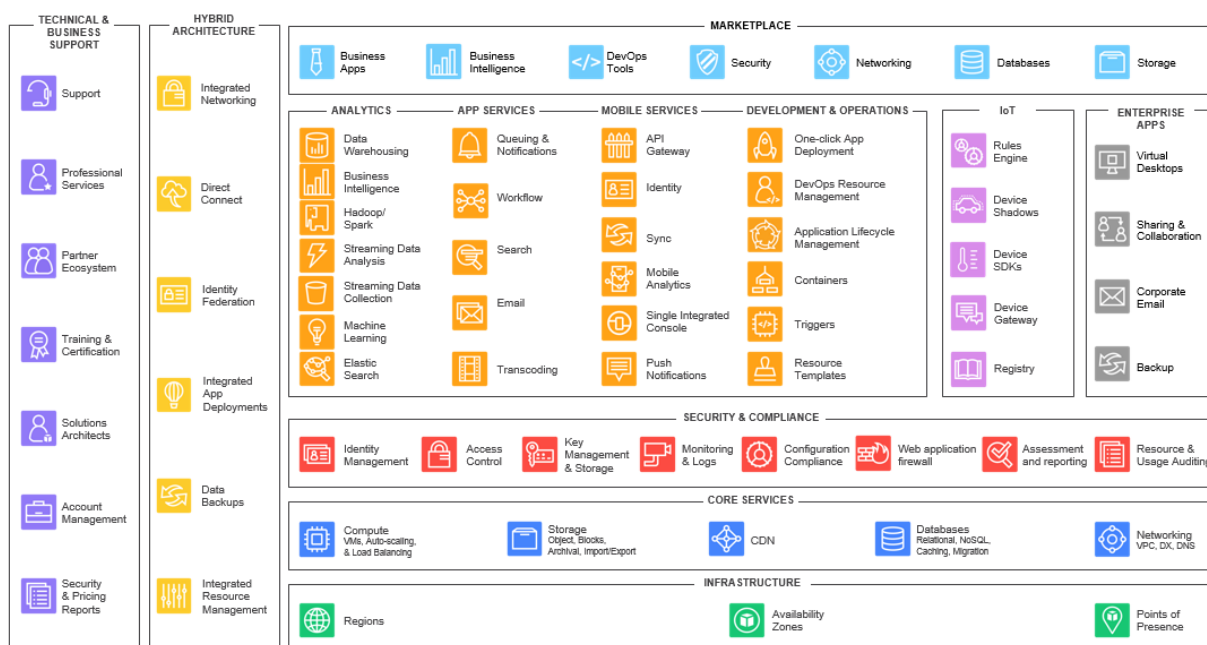 TECHNICAL &
BUSINESS
SUPPORT
Support
Professional
Services
Partner
Ecosystem
Training &
Certification
Solutions
Architects
Account
Management
Security
& Pricing
Reports
HYBRID
ARCHITECTURE
Integrated
Networking
Direct
Connect
Identity
Federation
Integrated
App
Deployments
Data
Backups
Integrated
Resource
Management
MARKETPLACE
Business
Apps
Business
Intelligence
DevOps
Tools
Security
Networking
Databases
Storage
ANALYTICS
Data
Warehousing
Business
Intelligence
Hadoop/
Spark
Streaming Data
Analysis
Streaming Data
Collection
Machine
Learning
Elastic
Search
APP SERVICES
Queuing &
Notifications
Workflow
Search
Email
Transcoding
MOBILE SERVICES
API
Gateway
Identity
Sync
Mobile
Analytics
Single Integrated
Console
Push
Notifications
DEVELOPMENT & OPERATIONS
One-click App
Deployment
DevOps Resource
Management
Application Lifecycle
Management
Containers
Triggers
Resource
Templates
IoT
Rules
Engine
Device
Shadows
Device
SDKs
Device
Gateway
Registry
ENTERPRISE
APPS
Virtual
Desktops
Sharing &
Collaboration
Corporate
Email
Backup
SECURITY & COMPLIANCE
Identity
Management
Access
Control
Key
Management
& Storage
Monitoring
& Logs
Configuration
Compliance
Web application
firewall
Assessment
and reporting
Resource &
Usage Auditing
CORE SERVICES
Compute
VMs, Auto-scaling,
& Load Balancing
Storage
Object, Blocks,
Archival, Import/Export
CDN
Databases
Relational, NoSQL,
Caching, Migration
Networking
VPC, DX, DNS
INFRASTRUCTURE
Regions
Availability
Zones
Points of
Presence